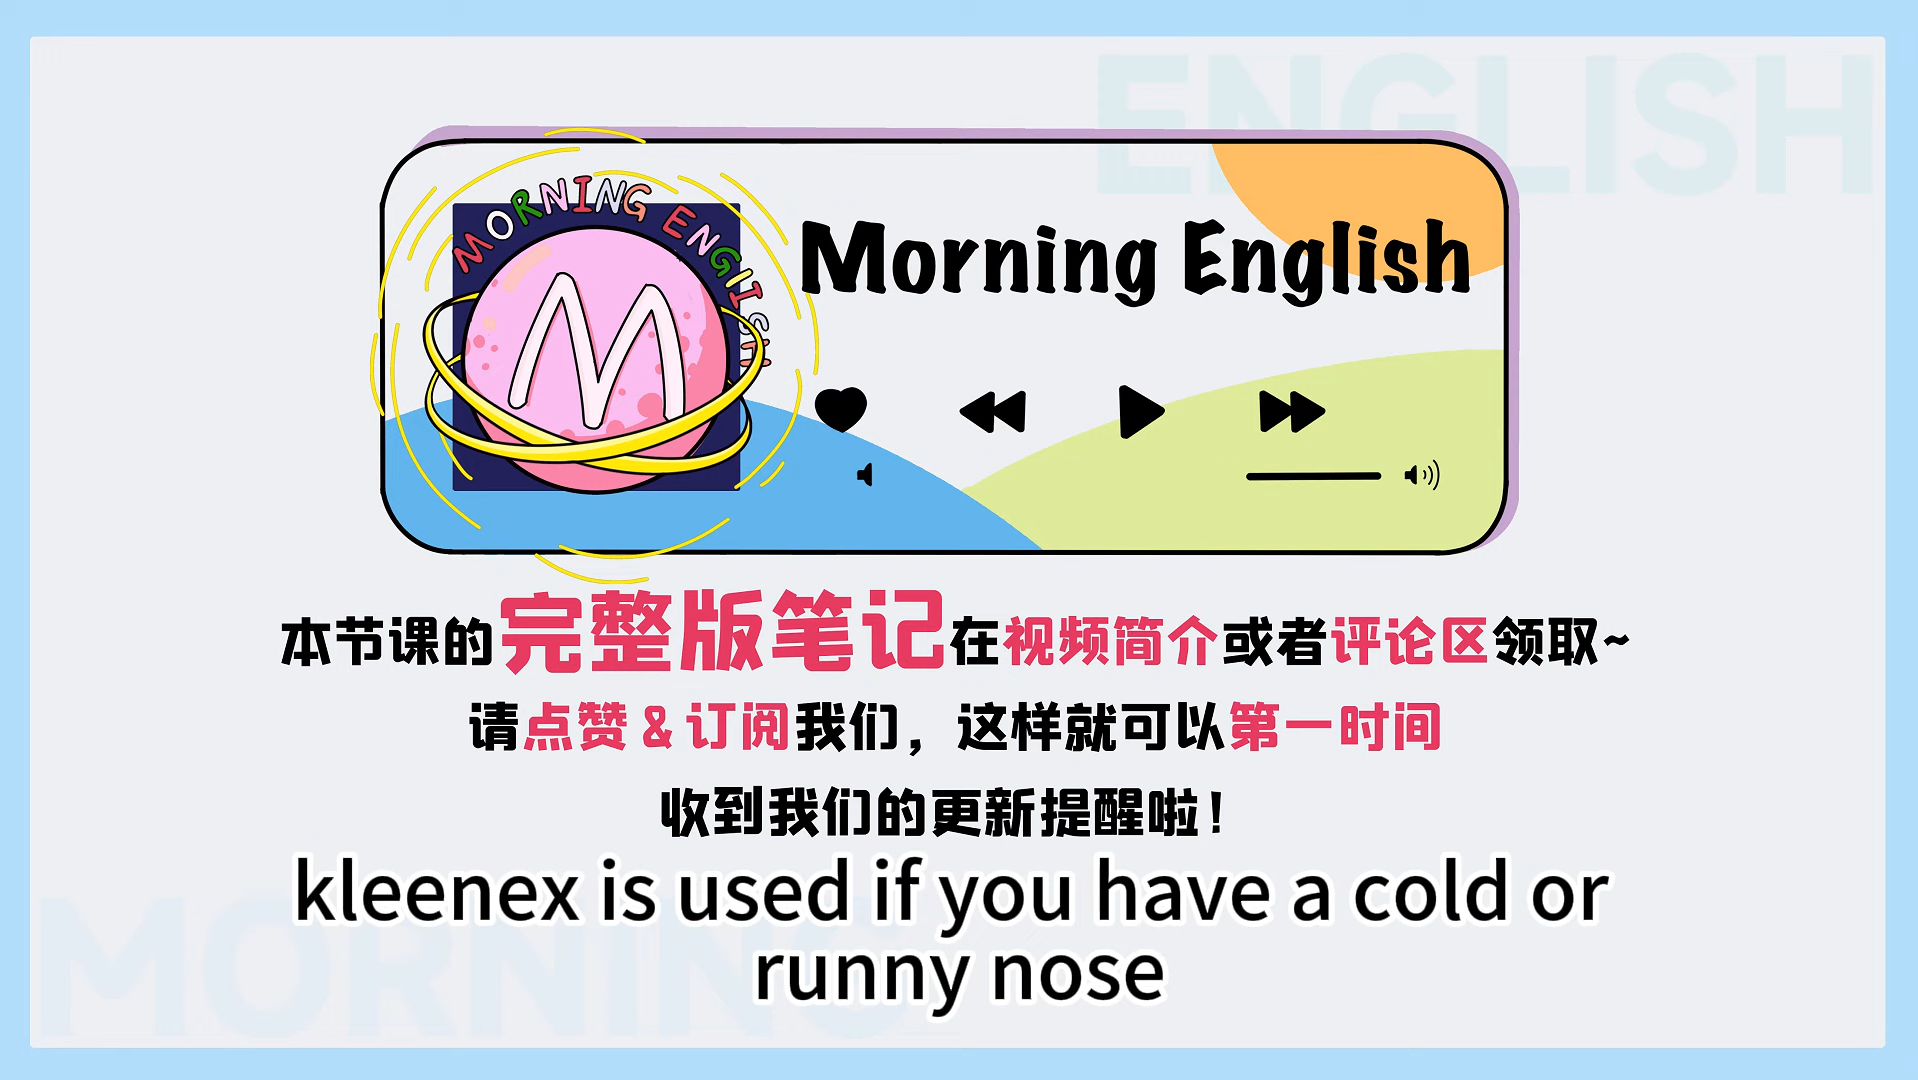 ENGLISH
MORNING ENGLISH
M
Morning English
本节课的完整版笔记在视频简介或者评论区领取~
请点赞&订阅我们，这样就可以第一时间
收到我们的更新提醒啦！
kleenex is used if you have a cold or
runny nose
MORNING